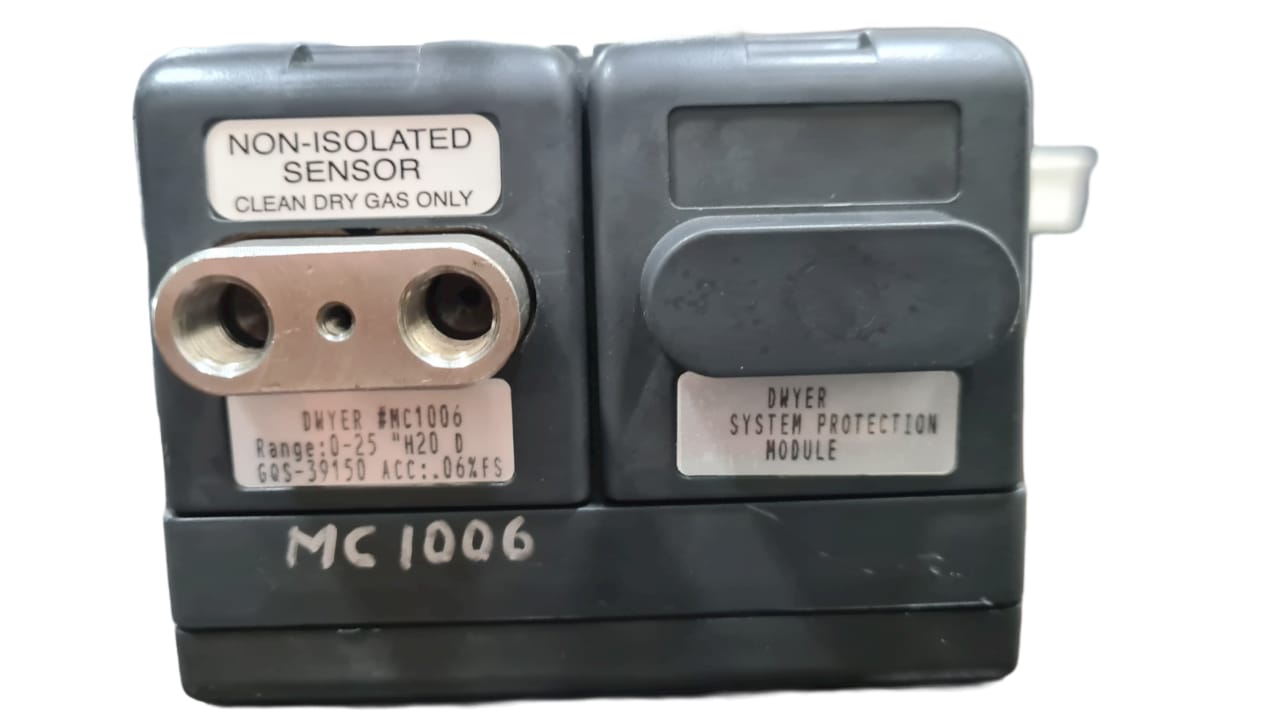 NON-ISOLATED
SENSOR
CLEAN DRY GAS ONLY
DWYER #MC1006
Range:0-25 "H20 D
GQS-39150 ACC:.06%FS
DWYER
SYSTEM PROTECTION
MODULE
MC1006